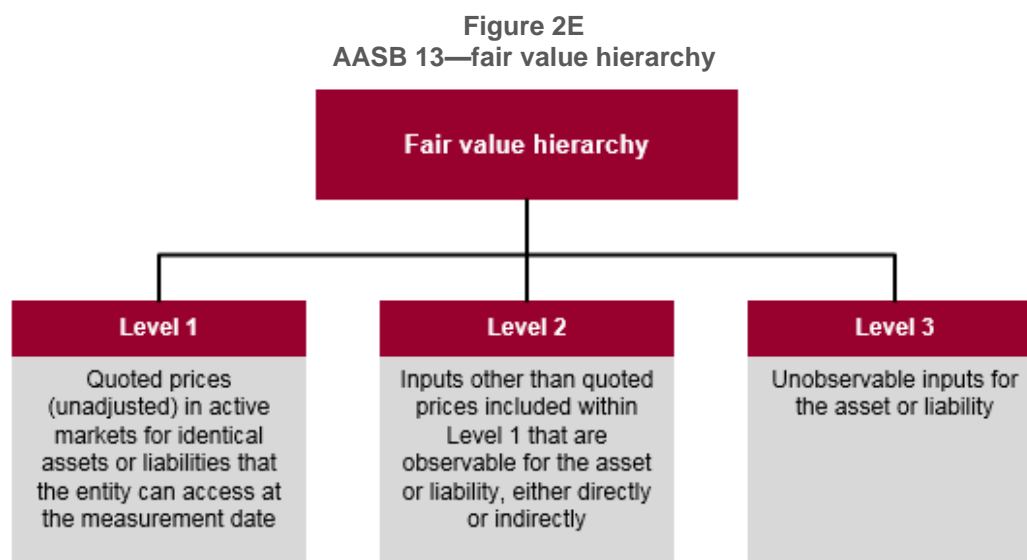 Figure 2E
AASB 13—fair value hierarchy
Fair value hierarchy
Level 1
Quoted prices
(unadjusted) in active
markets for identical
assets or liabilities that
the entity can access at
the measurement date
Level 2
Inputs other than quoted
prices included within
Level 1 that are
observable for the asset
or liability, either directly
or indirectly
Level 3
Unobservable inputs for
the asset or liability